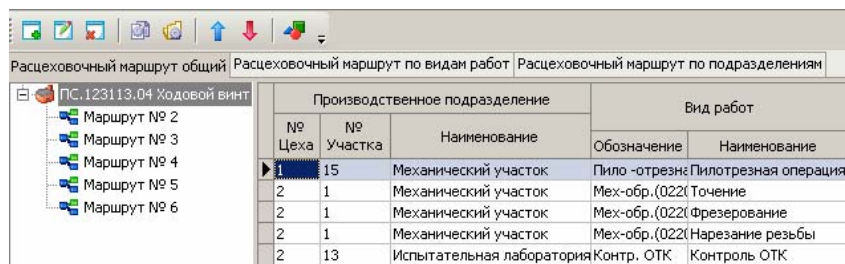 Расцеховочный маршрут общий Расцеховочный маршрут по видам работ Расцеховочный маршрут по подразделениям
ПС.123113.04 Ходовой винт
Маршрут № 2
Маршрут № 3
Маршрут № 4
Маршрут № 5
Маршрут № 6
Производственное подразделение Вид работ
№ Цеха № Участка Наименование Обозначение Наименование
1 15 Механический участок Пило -отрезна Пилотрезная операция
2 1 Механический участок Мех-обр.(022( Точение
2 1 Механический участок Мех-обр.(022( Фрезерование
2 1 Механический участок Мех-обр.(022( Нарезание резьбы
2 13 Испытательная лаборатория Контр. ОТК Контроль ОТК